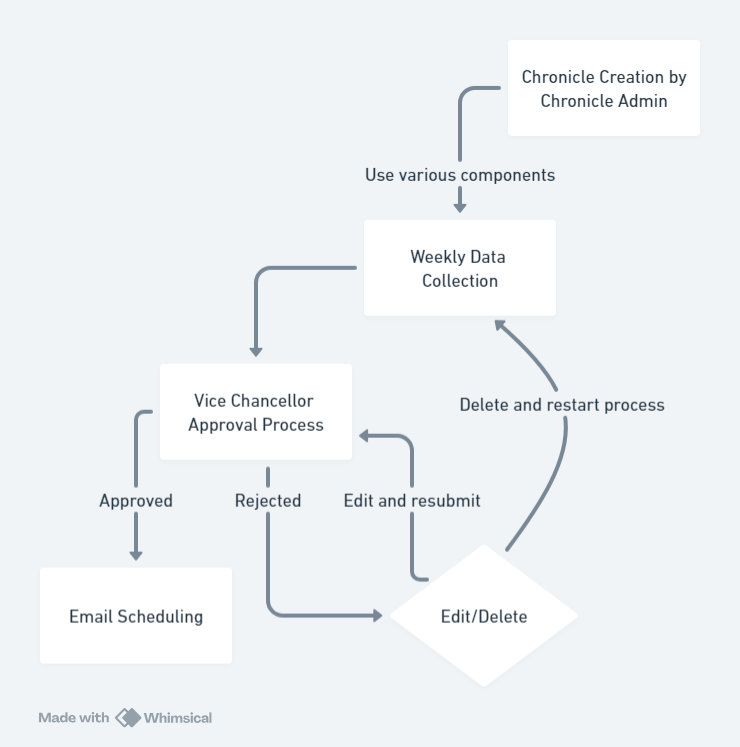 Chronicle Creation by
Chronicle Admin
Use various components
Weekly Data
Collection
Delete and restart process
Vice Chancellor
Approval Process
Approved
Rejected
Edit and resubmit
Email Scheduling
Edit/Delete
Made with Whimsical